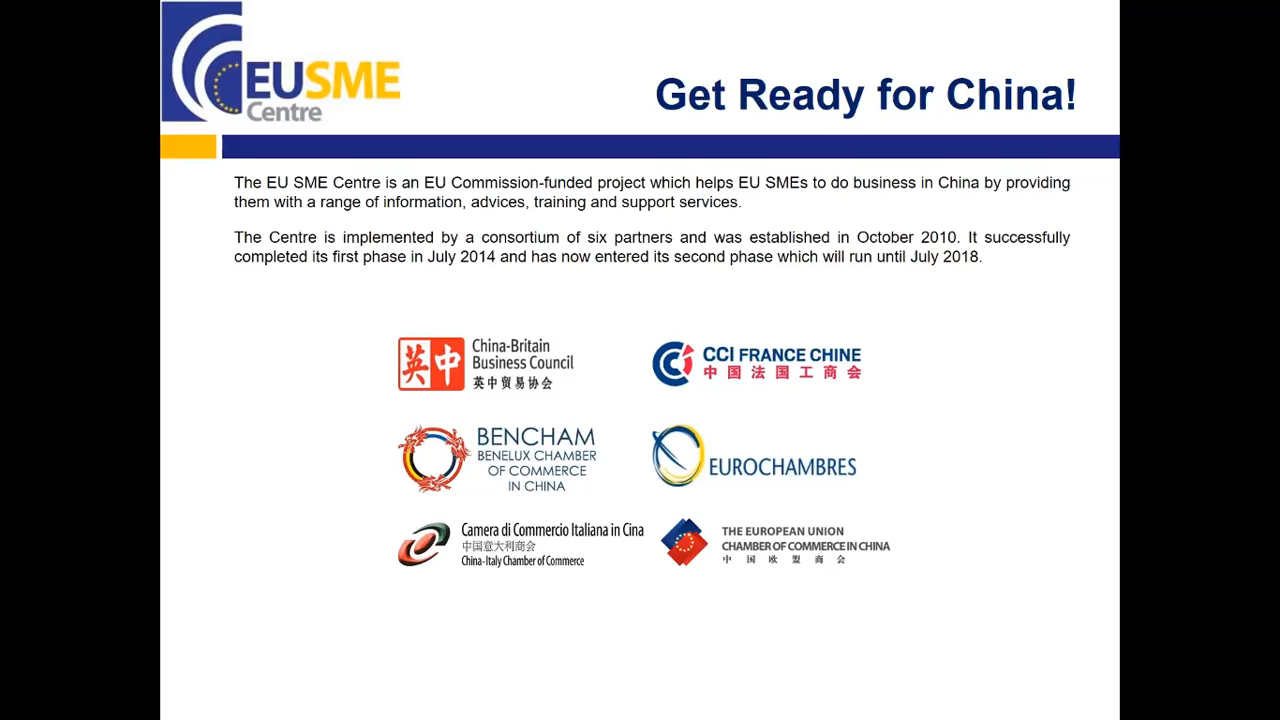 EUSME
Centre
Get Ready for China!
The EU SME Centre is an EU Commission-funded project which helps EU SMEs to do business in China by providing
them with a range of information, advices, training and support services.
The Centre is implemented by a consortium of six partners and was established in October 2010. It successfully
completed its first phase in July 2014 and has now entered its second phase which will run until July 2018.
英中
China-Britain
Business Council
英中贸易协会
CCI FRANCE CHINE
中国法国工商会
BENCHAM
BENELUX CHAMBER
OF COMMERCE
IN CHINA
EUROCHAMBRES
Camera di Commercio Italiana in Cina
中国意大利商会
China-Italy Chamber of Commerce
THE EUROPEAN UNION
CHAMBER OF COMMERCE IN CHINA
中国欧盟商会